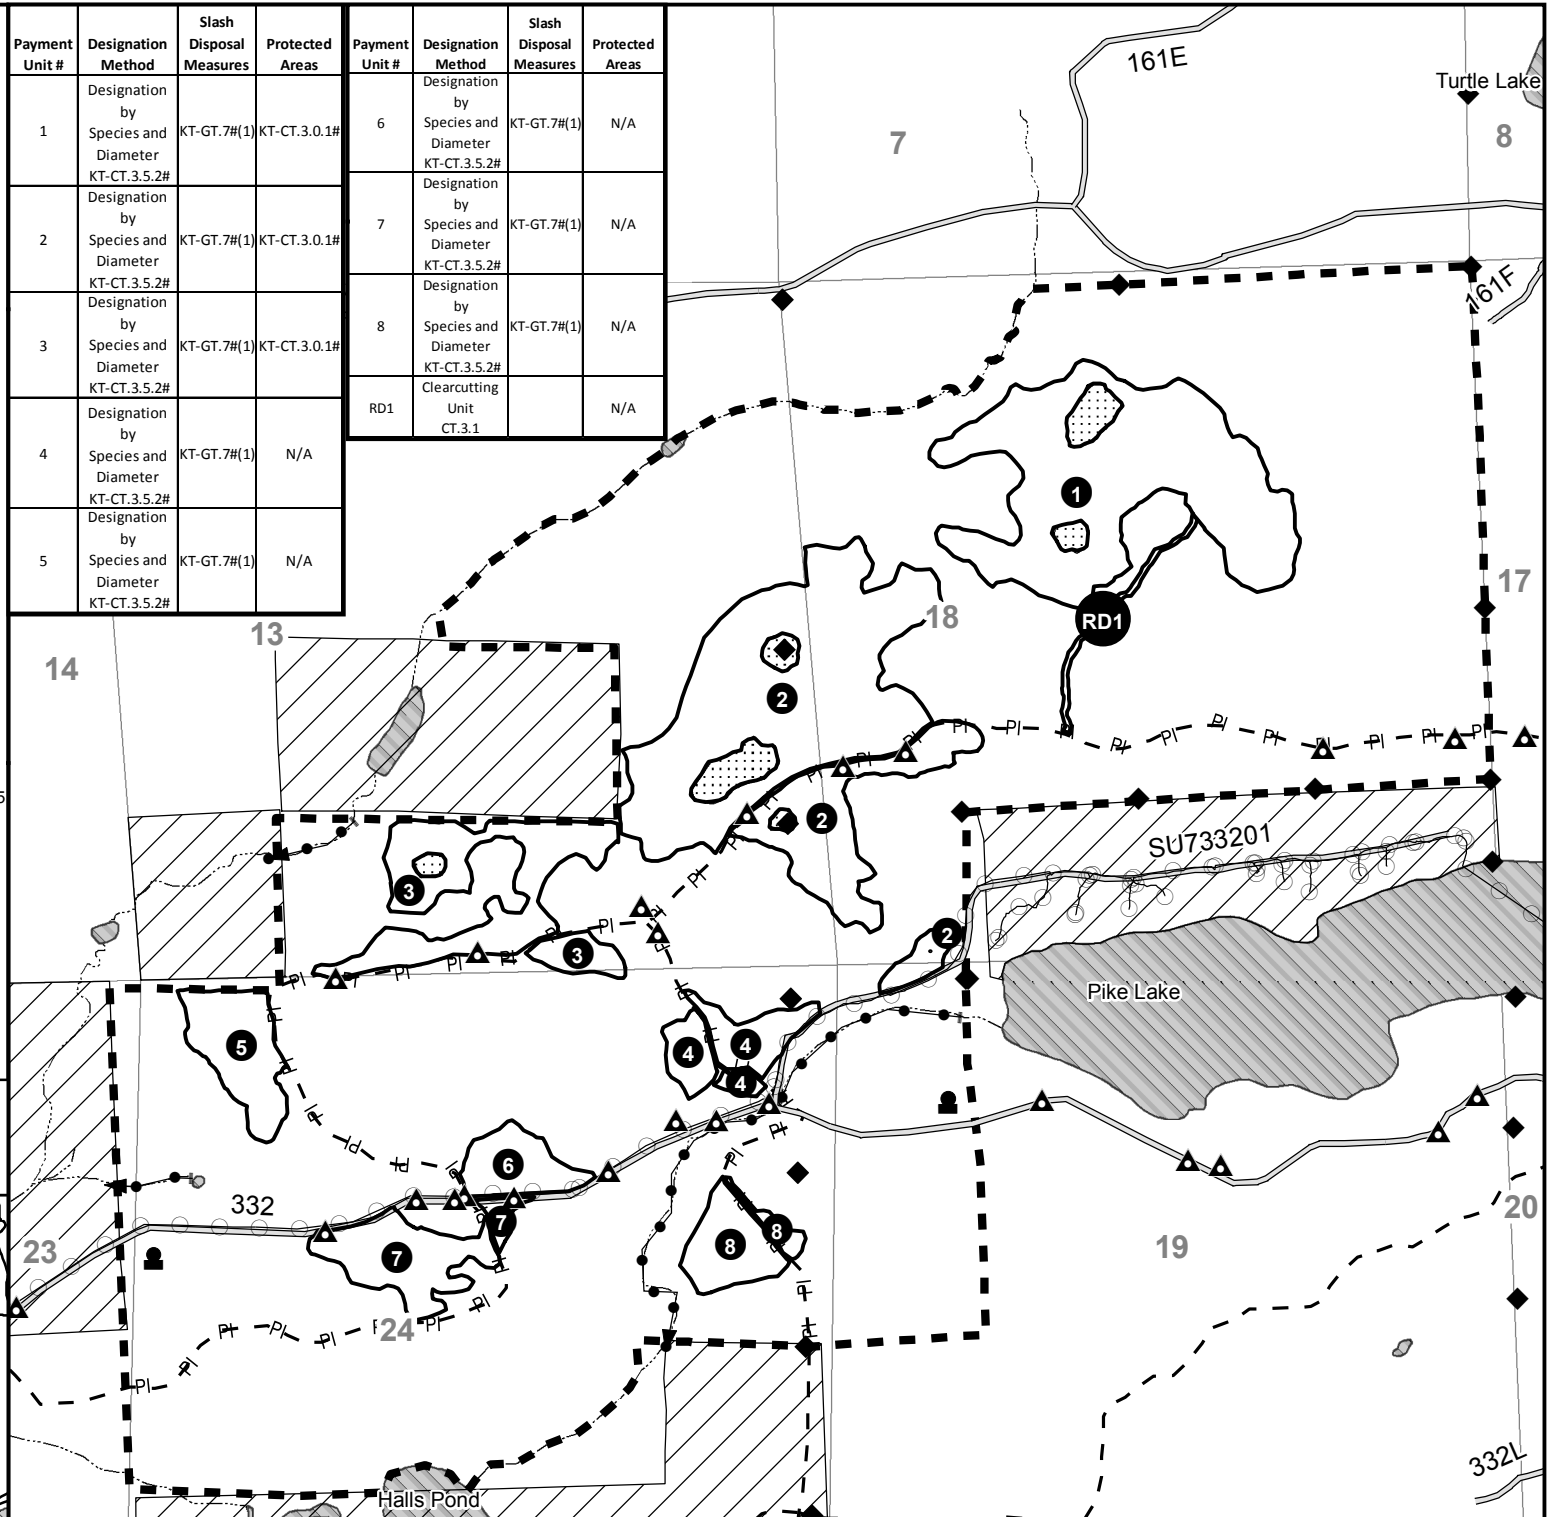 Payment Unit # Designation Method Slash Disposal Measures Protected Areas
1 Designation by Species and Diameter KT-CT.3.5.2# KT-GT.7#(1) KT-CT.3.0.1#
2 Designation by Species and Diameter KT-CT.3.5.2# KT-GT.7#(1) KT-CT.3.0.1#
3 Designation by Species and Diameter KT-CT.3.5.2# KT-GT.7#(1) KT-CT.3.0.1#
4 Designation by Species and Diameter KT-CT.3.5.2# KT-GT.7#(1) N/A
5 Designation by Species and Diameter KT-CT.3.5.2# KT-GT.7#(1) N/A
Payment Unit # Designation Method Slash Disposal Measures Protected Areas
6 Designation by Species and Diameter KT-CT.3.5.2# KT-GT.7#(1) N/A
7 Designation by Species and Diameter KT-CT.3.5.2# KT-GT.7#(1) N/A
8 Designation by Species and Diameter KT-CT.3.5.2# KT-GT.7#(1) N/A
RD1 Clearcutting Unit CT.3.1 N/A
161E
Turtle Lake
7
8
161F
1
17
18
RD1
13
14
2
2
SU733201
3
3
2
Pike Lake
5
4
4
4
6
332
7
7
8
8
20
23
19
24
332L
Halls Pond